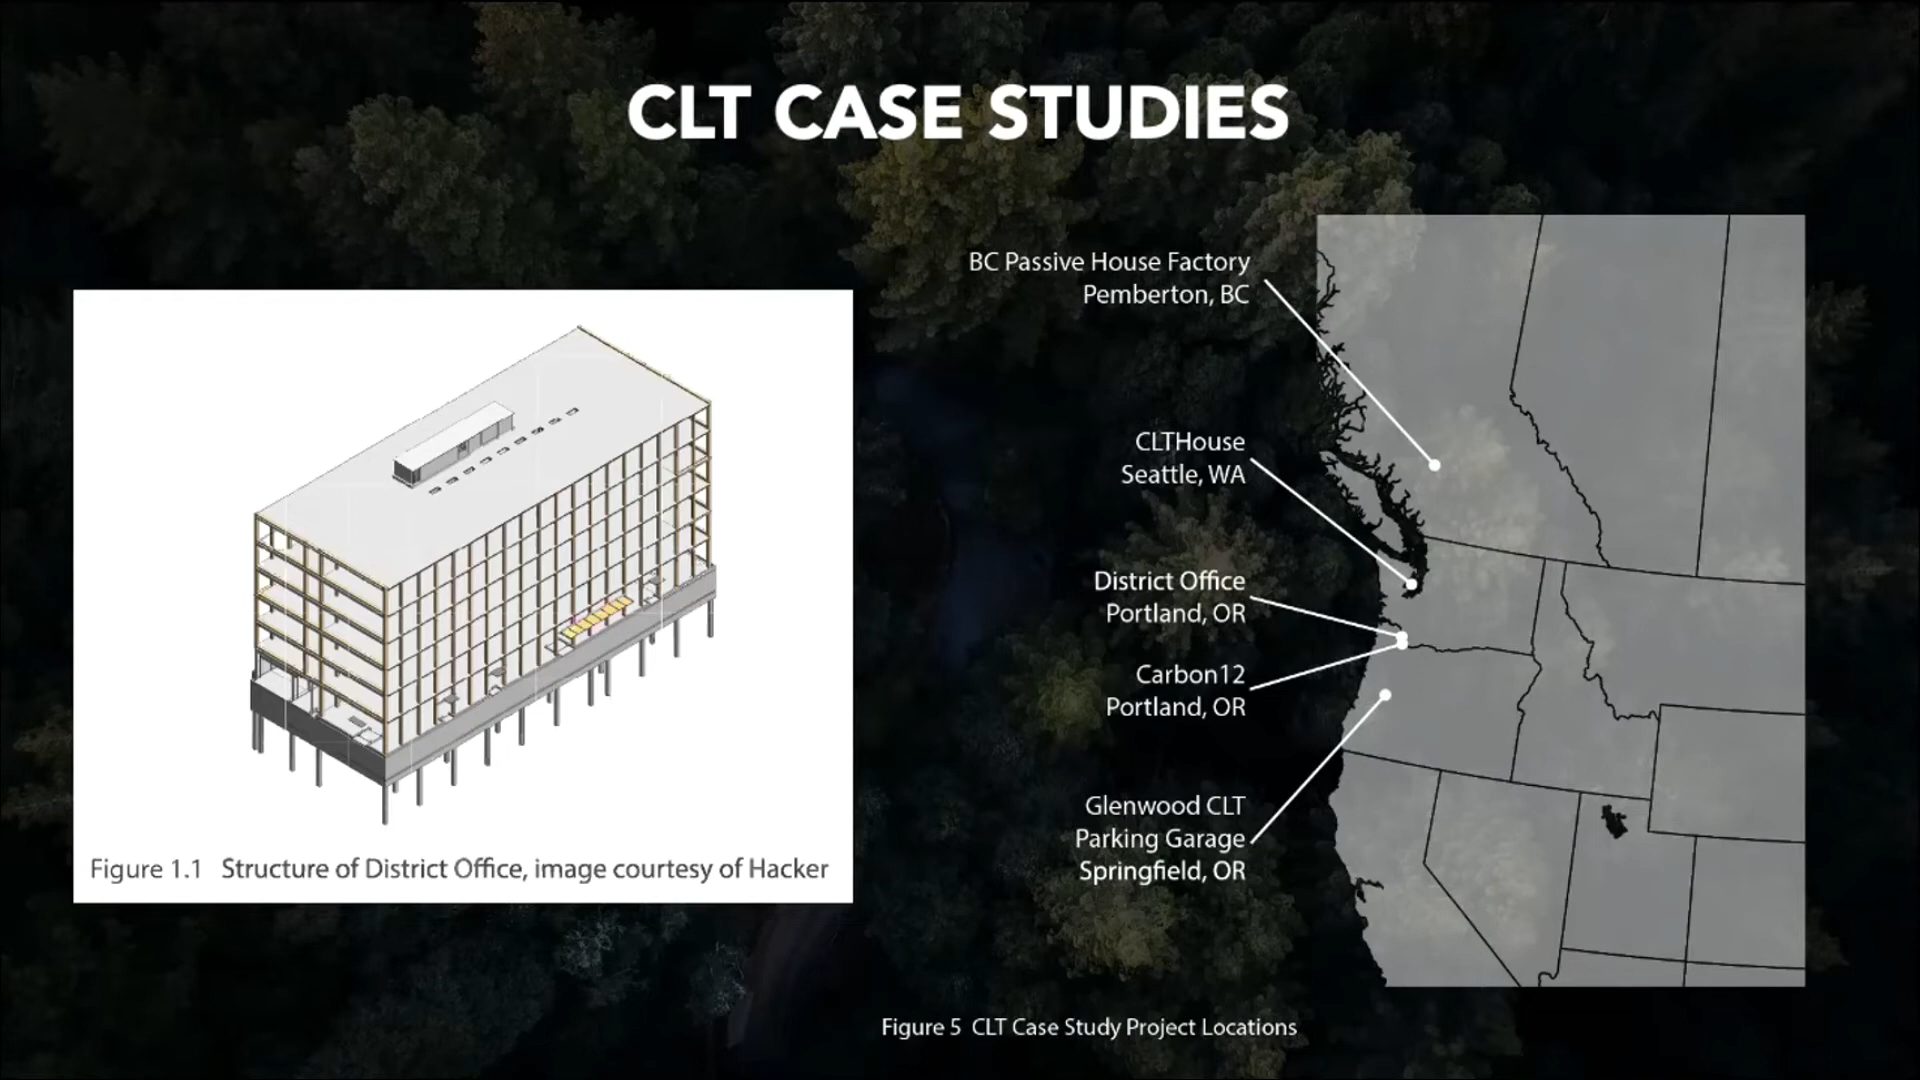 CLT CASE STUDIES
BC Passive House Factory
Pemberton, BC
CLTHouse
Seattle, WA
District Office
Portland, OR
Carbon12
Portland, OR
Glenwood CLT
Parking Garage
Springfield, OR
Figure 1.1 Structure of District Office, image courtesy of Hacker
Figure 5 CLT Case Study Project Locations